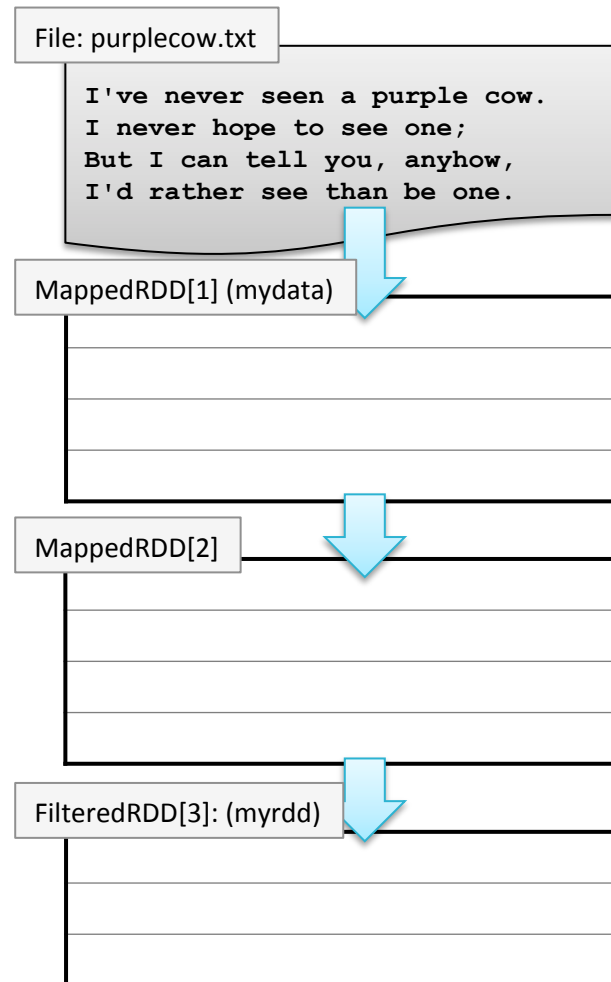 File: purplecow.txt
I've never seen a purple cow.
I never hope to see one;
But I can tell you, anyhow,
I'd rather see than be one.
MappedRDD[1] (mydata)
MappedRDD[2]
FilteredRDD[3]: (myrdd)